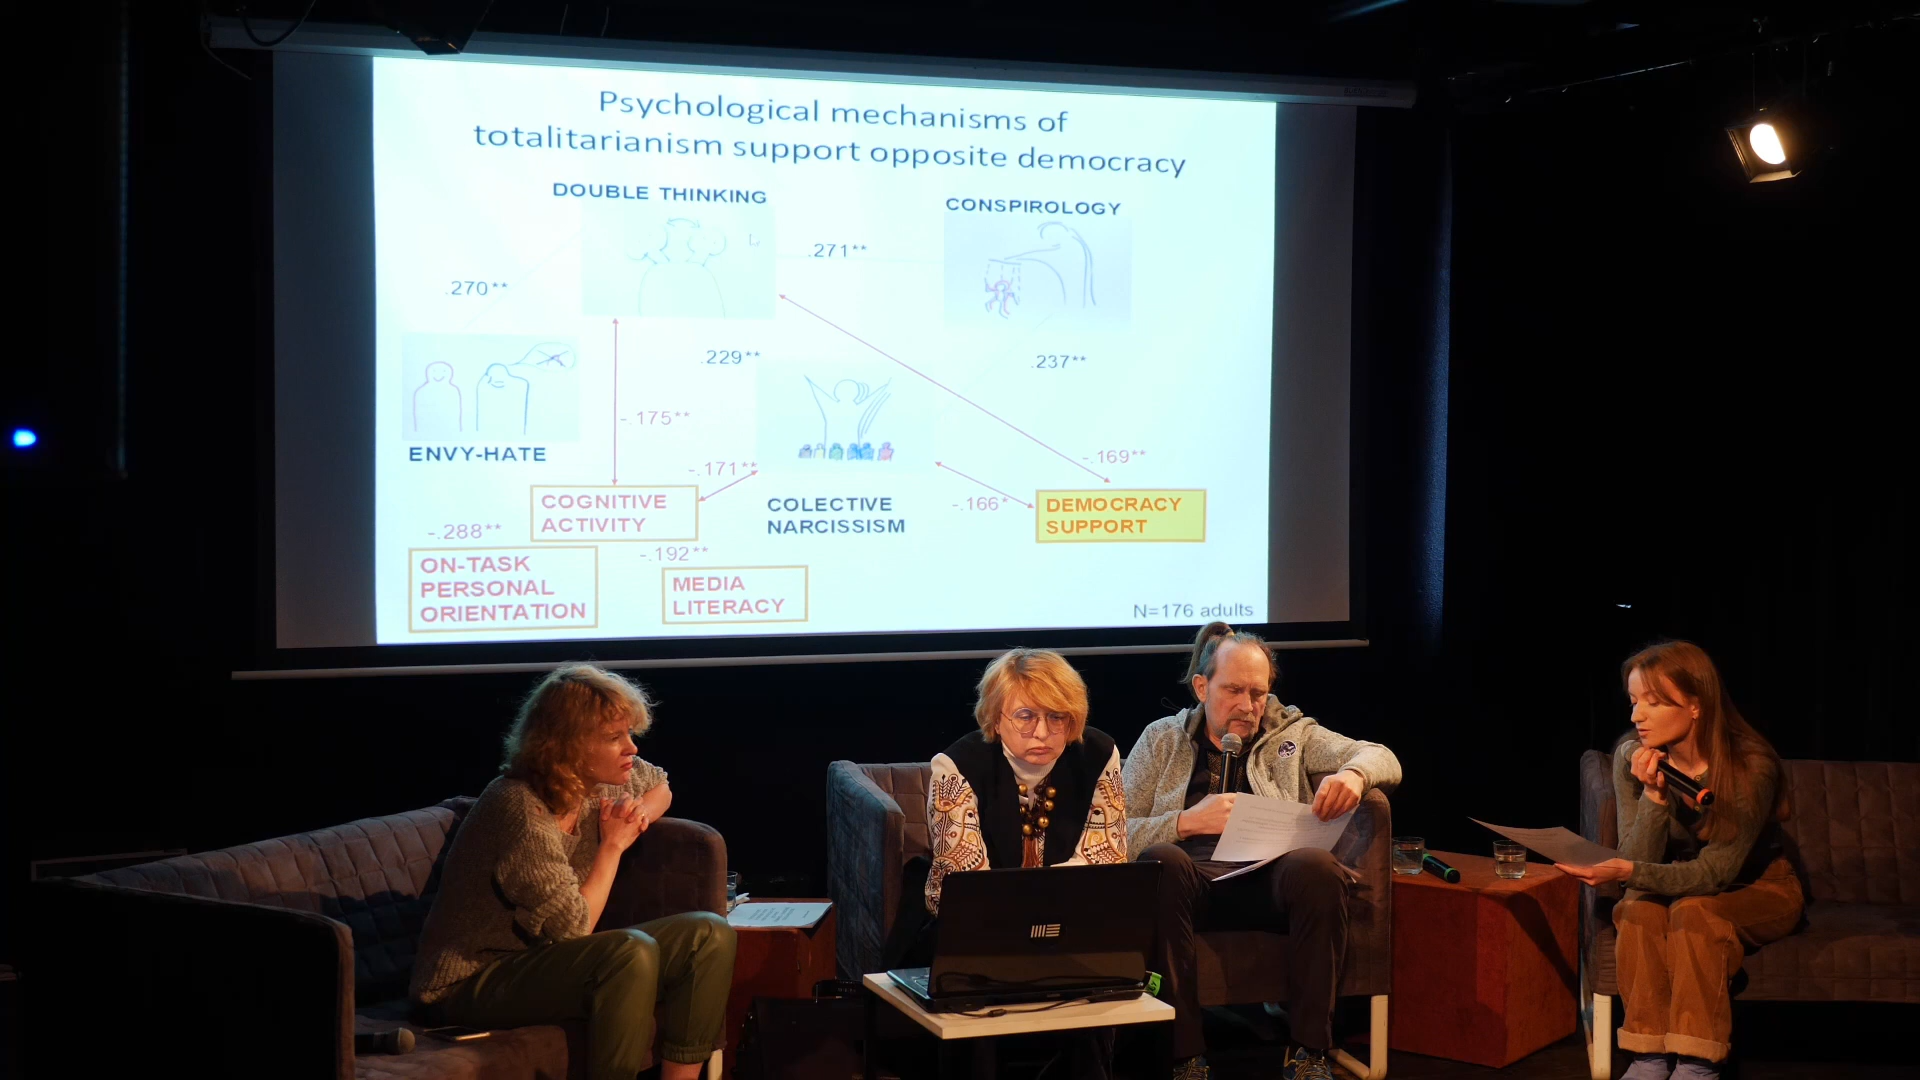 Psychological mechanisms of
totalitarianism support opposite democracy
DOUBLE THINKING
CONSPIROLOGY
.271**
.270**
.229**
.237**
-.175**
ENVY-HATE
-.171**
-.169**
COGNITIVE
ACTIVITY
COLECTIVE
NARCISSISM
-.166*
DEMOCRACY
SUPPORT
-.288**
-.192**
ON-TASK
PERSONAL
ORIENTATION
MEDIA
LITERACY
N=176 adults